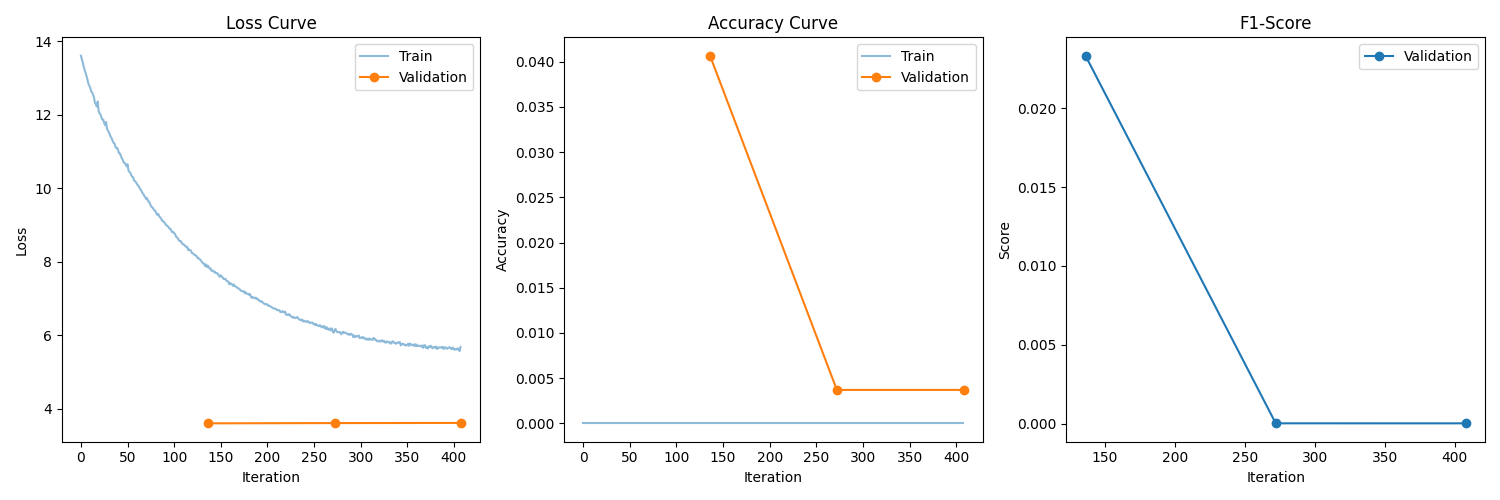 Loss Curve
Loss
14
12
10
8
6
4
Train
Validation
0 50 100 150 200 250 300 350 400
Iteration
Accuracy Curve
Accuracy
0.040
0.035
0.030
0.025
0.020
0.015
0.010
0.005
0.000
Train
Validation
0 50 100 150 200 250 300 350 400
Iteration
F1-Score
Score
0.020
0.015
0.010
0.005
0.000
Validation
150 200 250 300 350 400
Iteration